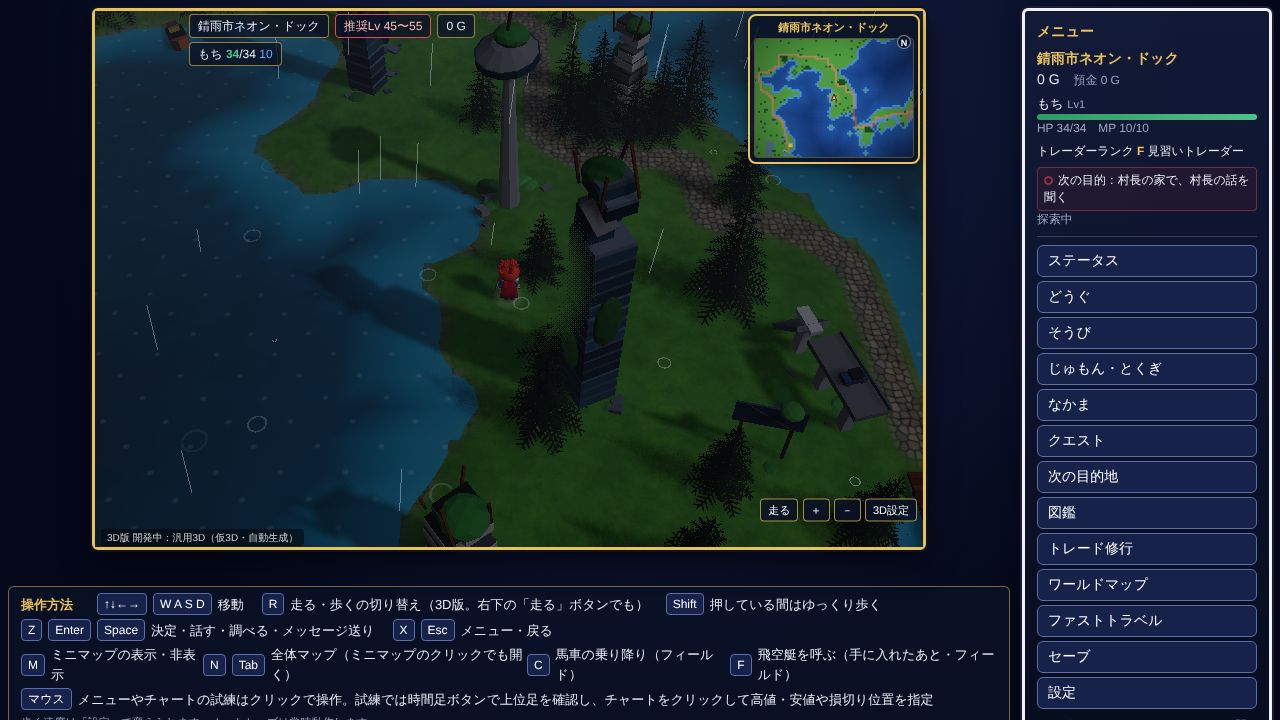 錆雨市ネオン・ドック
推奨Lv 45〜55
0 G
もち 34/34 10
錆雨市ネオン・ドック
N
走る
+
−
3D設定
3D版 開発中：汎用3D（仮3D・自動生成）
メニュー
錆雨市ネオン・ドック
0 G 預金 0 G
もち Lv1
HP 34/34 MP 10/10
トレーダーランク F 見習いトレーダー
次の目的：村長の家で、村長の話を
聞く
探索中
ステータス
どうぐ
そうび
じゅもん・とくぎ
なかま
クエスト
次の目的地
図鑑
トレード修行
ワールドマップ
ファストトラベル
セーブ
設定
操作方法 ↑↓←→ W A S D 移動 R 走る・歩くの切り替え（3D版。右下の「走る」ボタンでも） Shift 押している間はゆっくり歩く
Z Enter Space 決定・話す・調べる・メッセージ送り X Esc メニュー・戻る
M ミニマップの表示・非表示 N Tab 全体マップ（ミニマップのクリックでも開く） C 馬車の乗り降り（フィールド） F 飛空艇を呼ぶ（手に入れたあと・フィールド）
マウス メニューやチャートの試練はクリックで操作。試練では時間足ボタンで上位足を確認し、チャートをクリックして高値・安値や損切り位置を指定